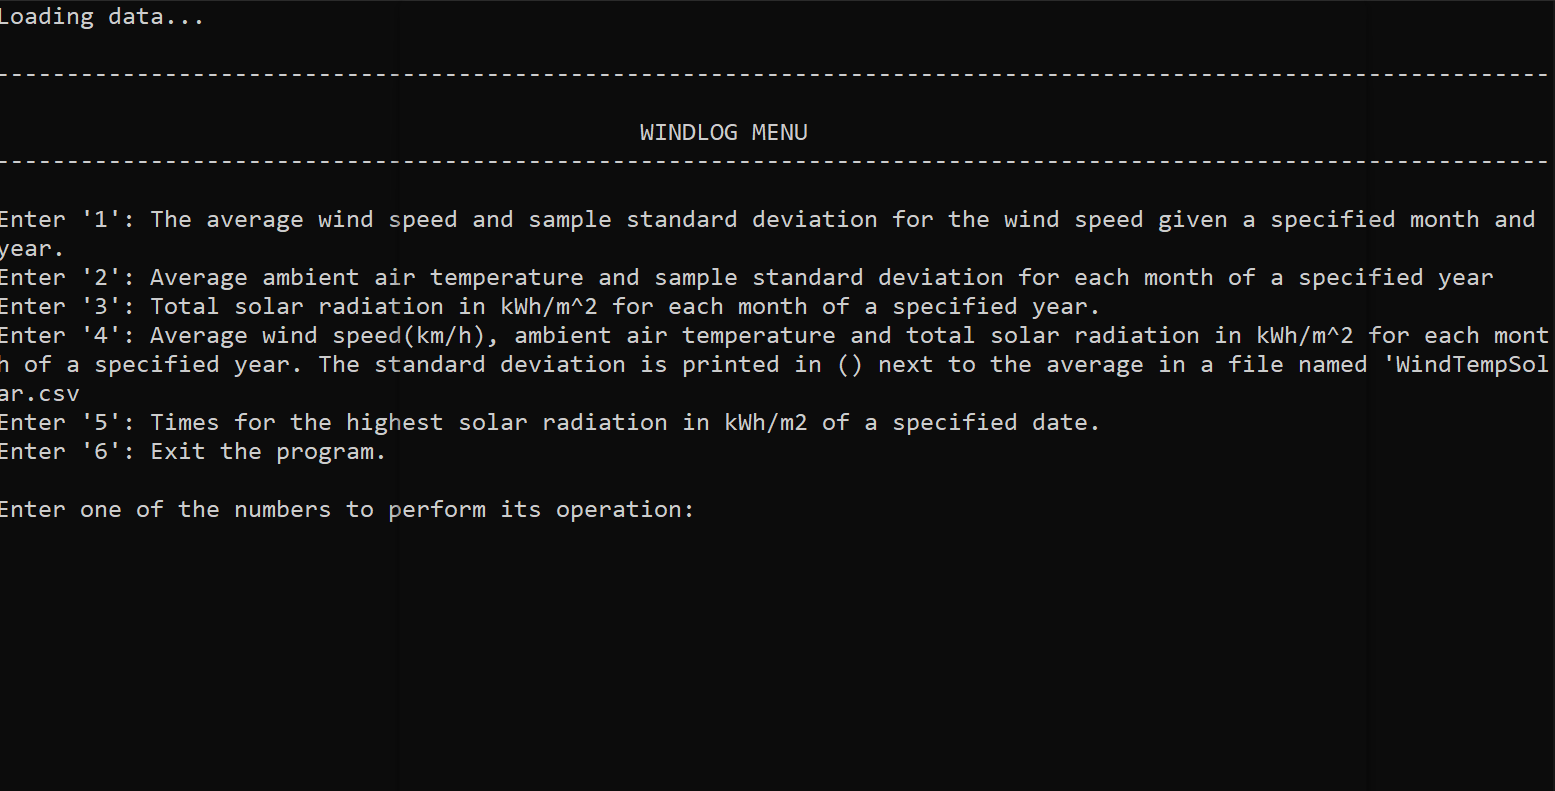 Loading data...
--------------------------------------------------------------------------------------------------------------
WINDLOG MENU
--------------------------------------------------------------------------------------------------------------
Enter '1': The average wind speed and sample standard deviation for the wind speed given a specified month and
year.
Enter '2': Average ambient air temperature and sample standard deviation for each month of a specified year
Enter '3': Total solar radiation in kWh/m^2 for each month of a specified year.
Enter '4': Average wind speed(km/h), ambient air temperature and total solar radiation in kWh/m^2 for each mont
h of a specified year. The standard deviation is printed in () next to the average in a file named 'WindTempSol
ar.csv
Enter '5': Times for the highest solar radiation in kWh/m2 of a specified date.
Enter '6': Exit the program.
Enter one of the numbers to perform its operation: